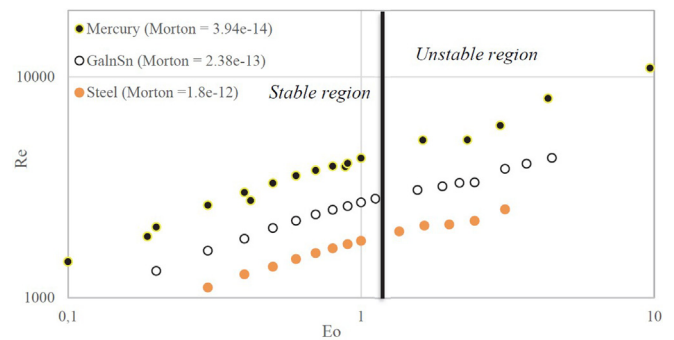 Mercury (Morton = 3.94e-14)
GaInSn (Morton = 2.38e-13)
Steel (Morton =1.8e-12)
Stable region
Unstable region
10000
Re
1000
0,1
1
10
Eo